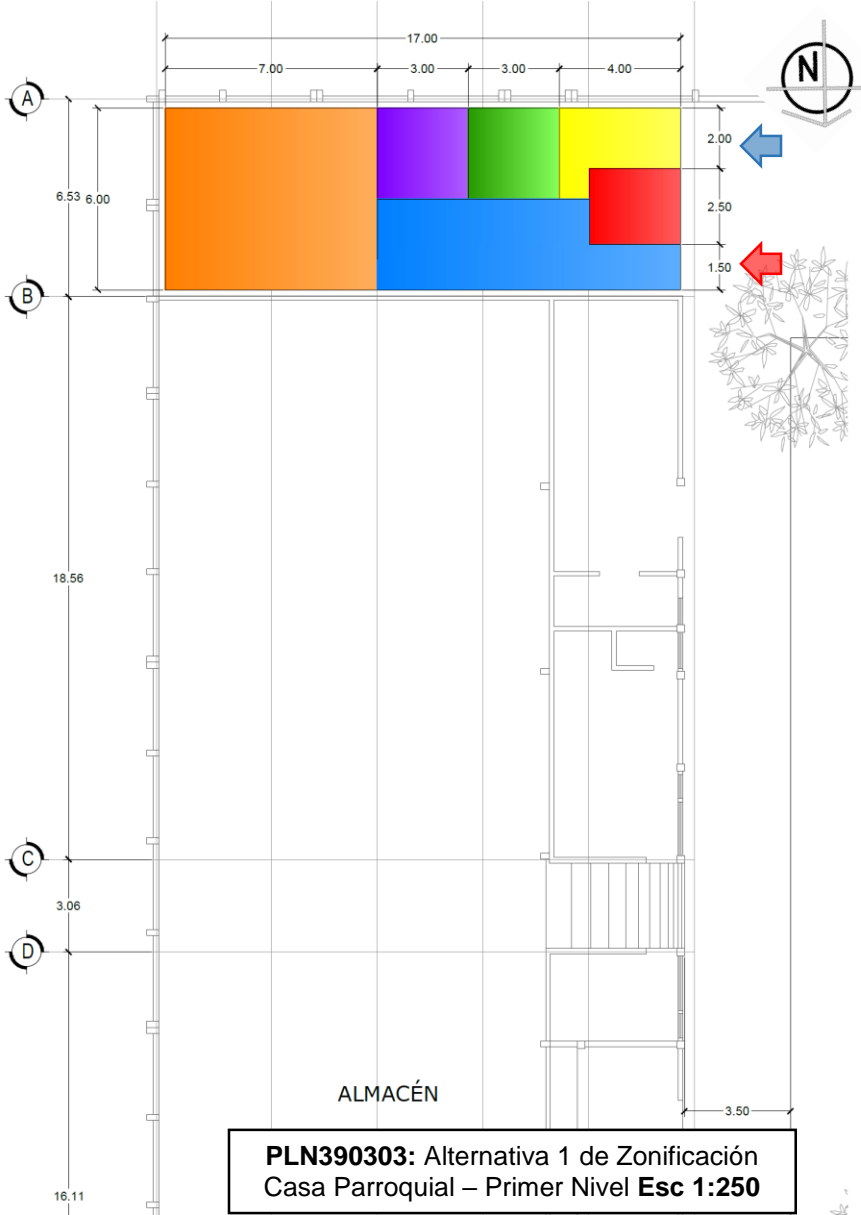 17.00
7.00 3.00 3.00 4.00
N
A
2.00
6.53 6.00
2.50
1.50
B
18.56
C
3.06
D
ALMACÉN
3.50
PLN390303: Alternativa 1 de Zonificación
Casa Parroquial – Primer Nivel Esc 1:250
16.11